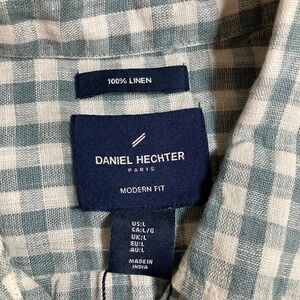 100% LINEN
DANIEL HECHTER
PARIS
MODERN FIT
US:L
CA:L/G
UK:L
EU:L
AU:L
MADE IN
INDIA